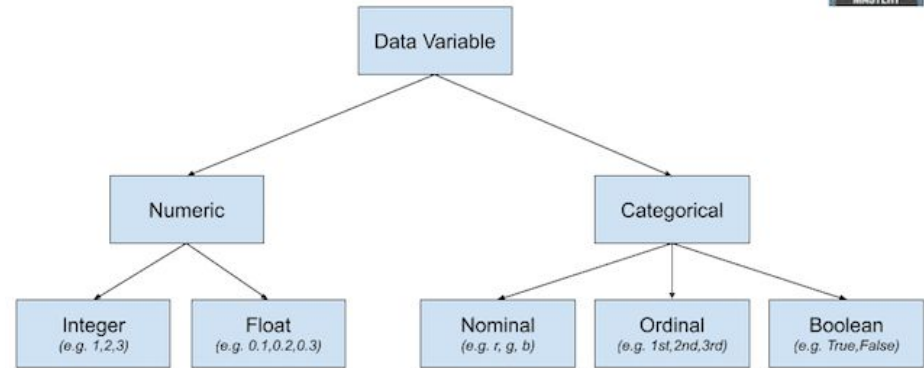 MASTERY
Data Variable
Numeric
Categorical
Integer
(e.g. 1,2,3)
Float
(e.g. 0.1,0.2,0.3)
Nominal
(e.g. r, g, b)
Ordinal
(e.g. 1st,2nd,3rd)
Boolean
(e.g. True,False)